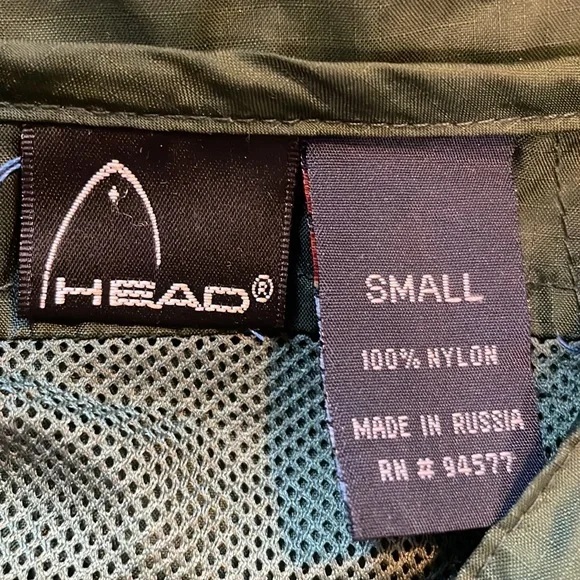 HEAD®
SMALL
100% NYLON
MADE IN RUSSIA
RN # 94577